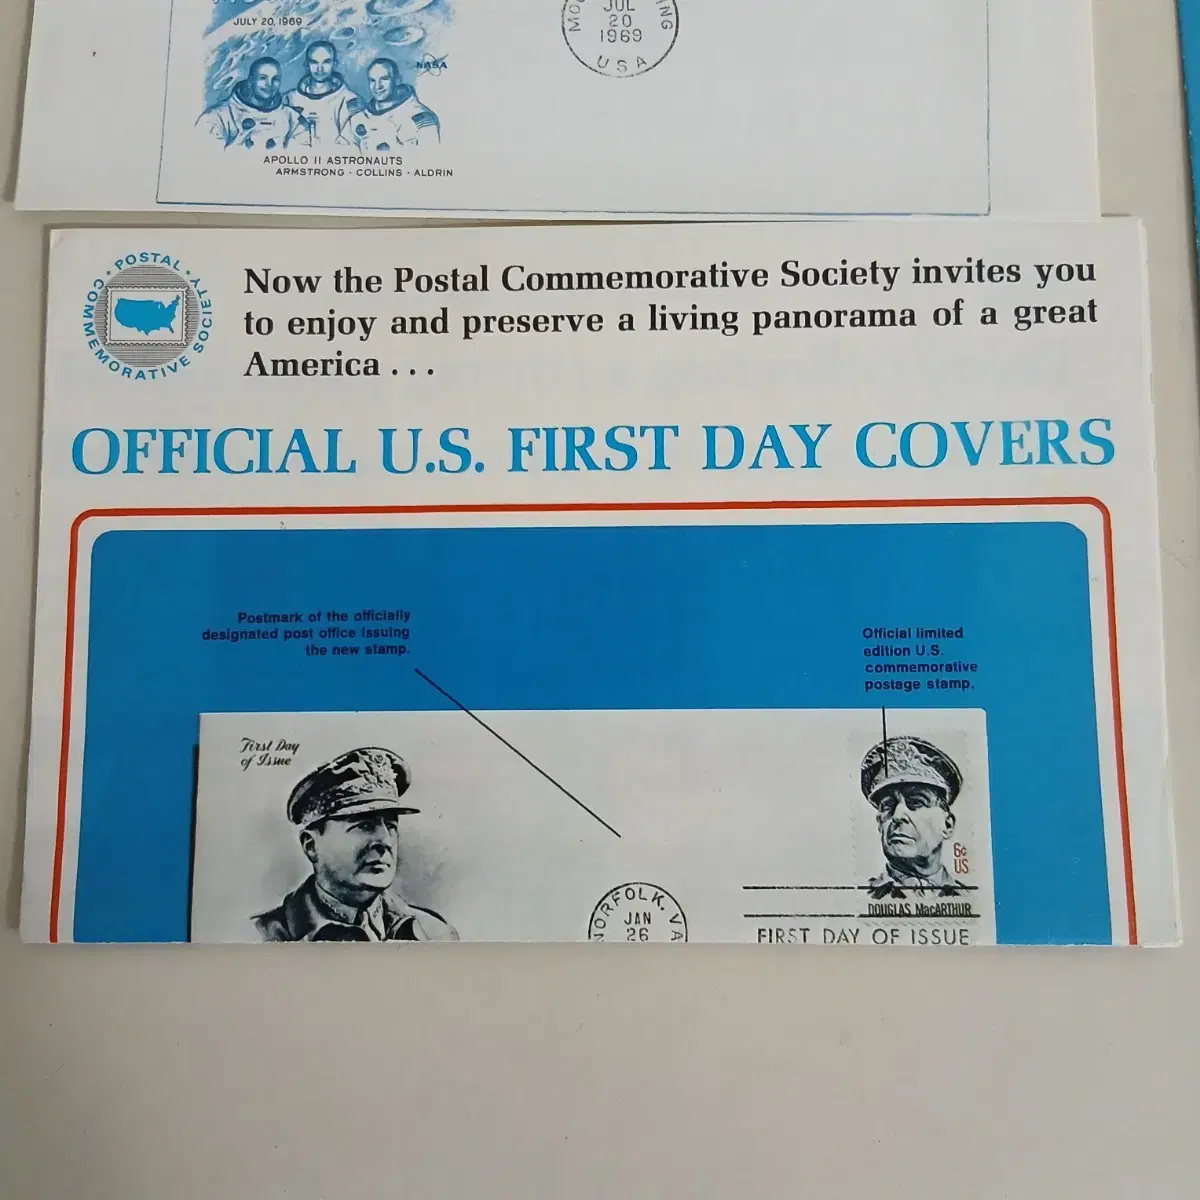 JULY 20, 1969
NASA
JUL
20
1969
USA
APOLLO 11 ASTRONAUTS
ARMSTRONG · COLLINS · ALDRIN
POSTAL COMMEMORATIVE SOCIETY
Now the Postal Commemorative Society invites you
to enjoy and preserve a living panorama of a great
America . . .
OFFICIAL U.S. FIRST DAY COVERS
Postmark of the officially
designated post office issuing
the new stamp.
Official limited
edition U.S.
commemorative
postage stamp.
First Day
of Issue
6c
US
DOUGLAS MacARTHUR
NORFOLK, VA
JAN
26
FIRST DAY OF ISSUE